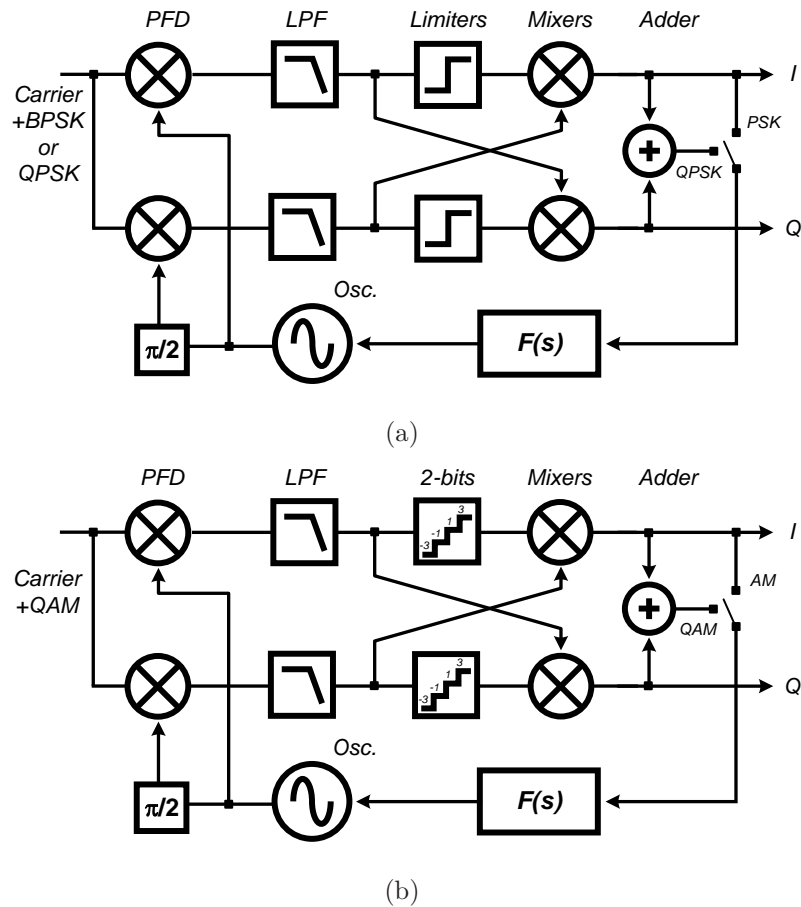 PFD LPF Limiters Mixers Adder
I
Carrier
+BPSK
or
QPSK
PSK
+
QPSK
Q
Osc.
π/2
F(s)
(a)
PFD LPF 2-bits Mixers Adder
-3 -1 1 3
I
Carrier
+QAM
AM
+
QAM
-3 -1 1 3
Q
Osc.
π/2
F(s)
(b)